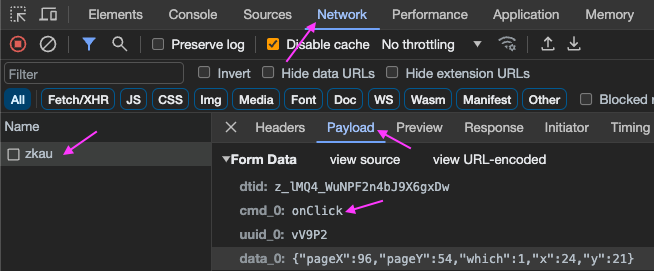 Elements Console Sources Network Performance Application Memory
Preserve log Disable cache No throttling
Filter Invert Hide data URLs Hide extension URLs
All Fetch/XHR JS CSS Img Media Font Doc WS Wasm Manifest Other Blocked r
Name Headers Payload Preview Response Initiator Timing
zkau
Form Data view source view URL-encoded
dtid: z_lMQ4_WuNPF2n4bJ9X6gxDw
cmd_0: onClick
uuid_0: vV9P2
data_0: {"pageX":96,"pageY":54,"which":1,"x":24,"y":21}